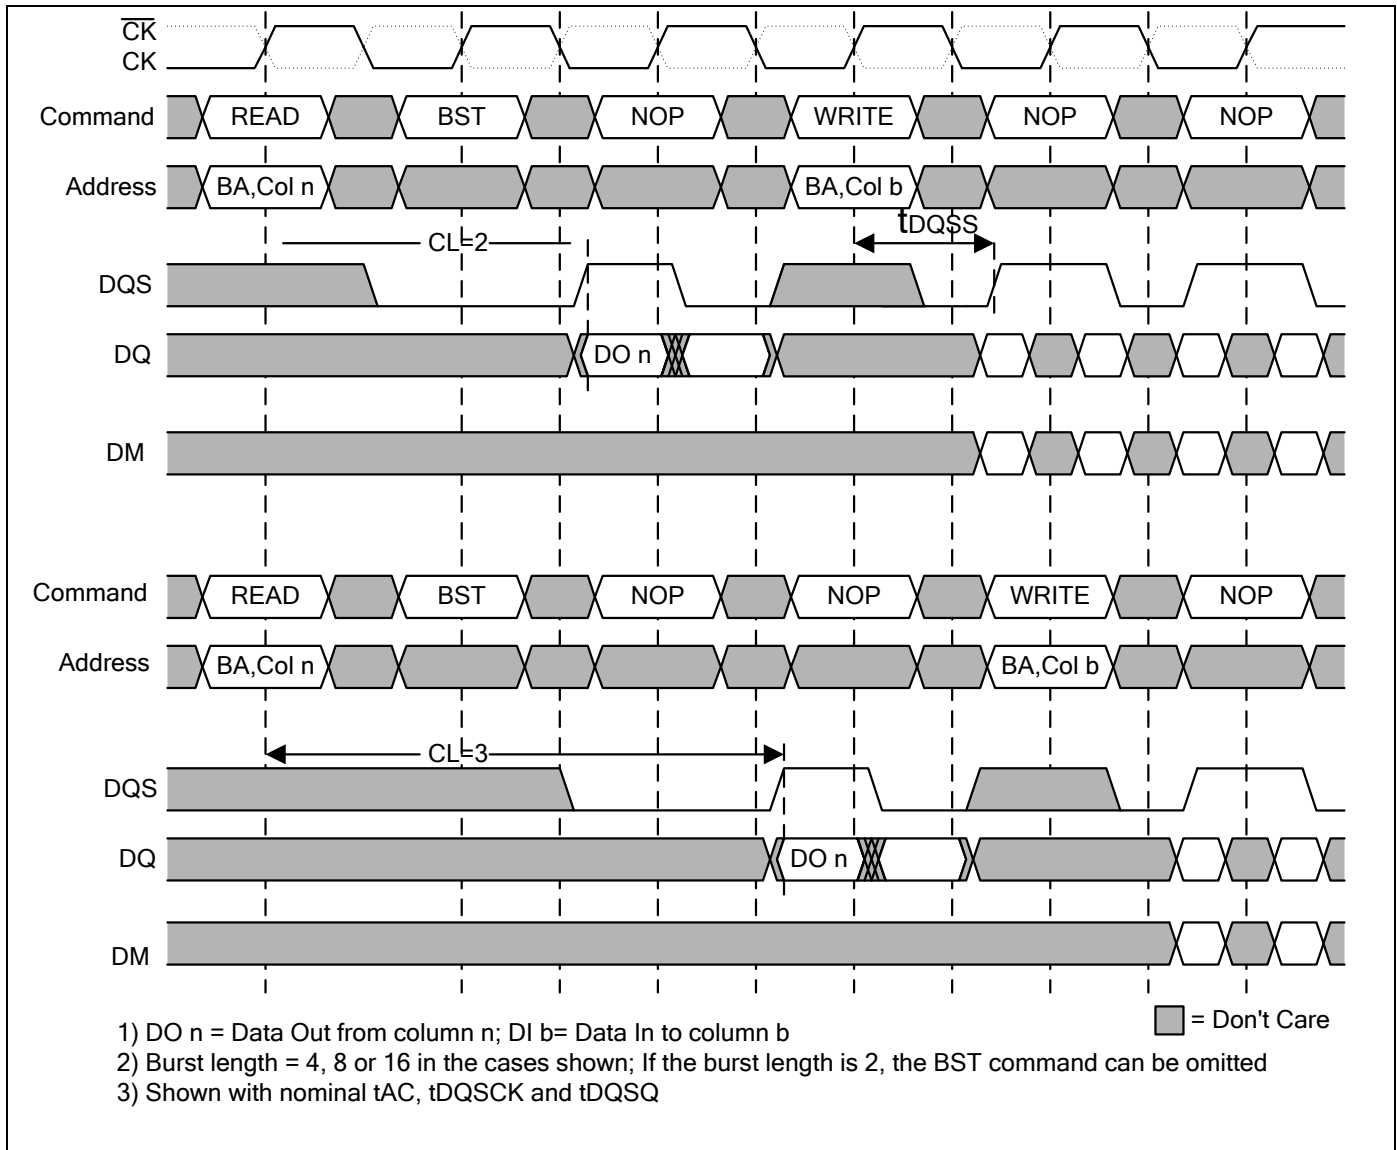 CK
CK
Command READ BST NOP WRITE NOP NOP
Address BA,Col n BA,Col b
tDQSS
CL=2
DQS
DQ DO n
DM
Command READ BST NOP NOP WRITE NOP
Address BA,Col n BA,Col b
CL=3
DQS
DQ DO n
DM
1) DO n = Data Out from column n; DI b= Data In to column b
= Don't Care
2) Burst length = 4, 8 or 16 in the cases shown; If the burst length is 2, the BST command can be omitted
3) Shown with nominal tAC, tDQSCK and tDQSQ